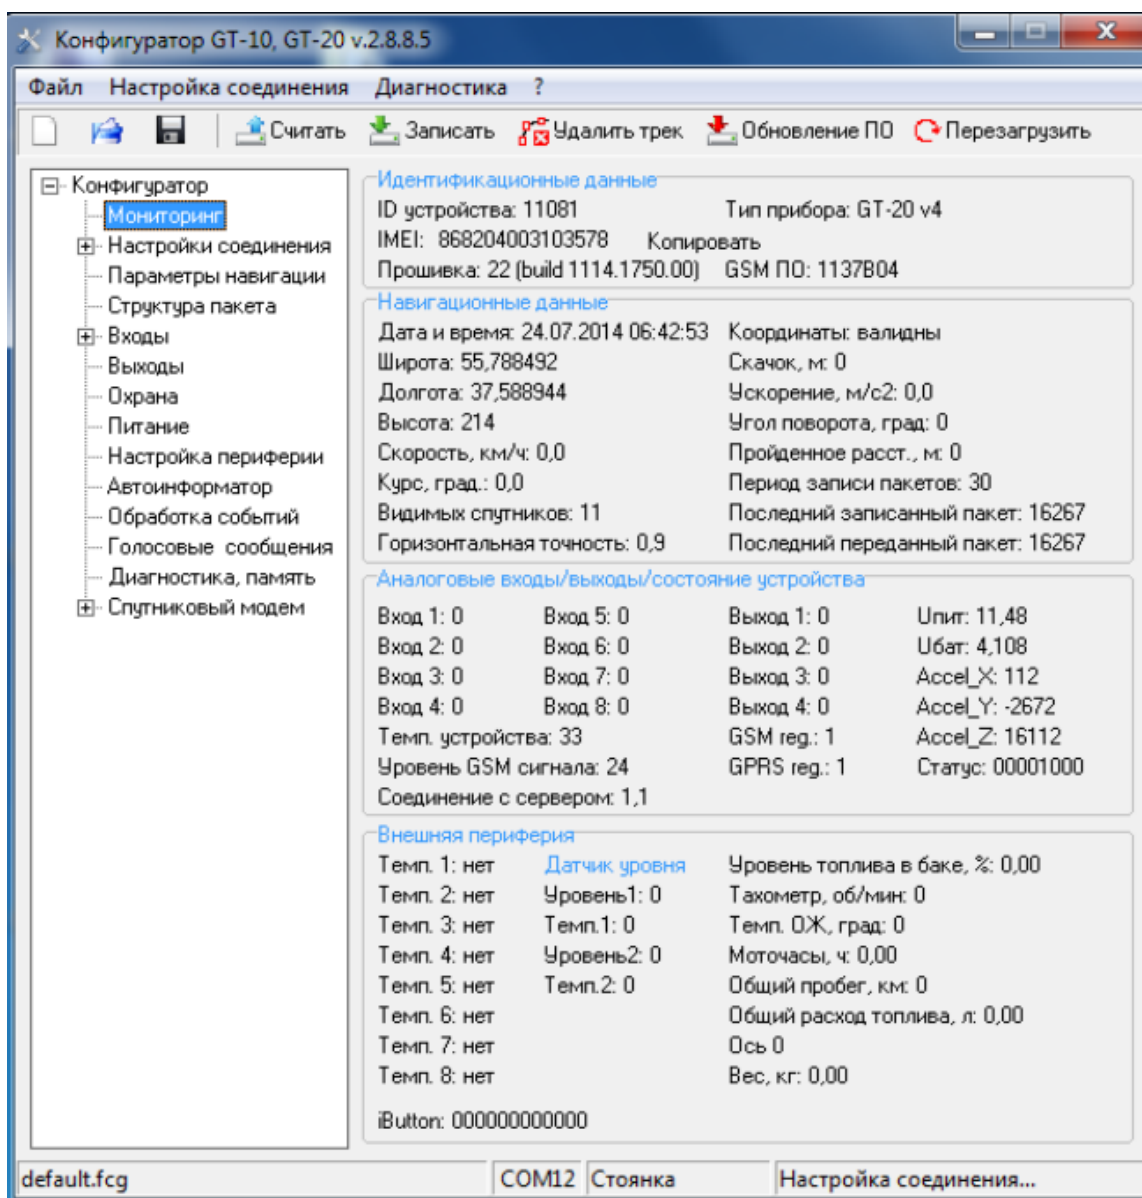 Конфигуратор GT-10, GT-20 v.2.8.8.5
Файл Настройка соединения Диагностика ?
Считать Записать Удалить трек Обновление ПО Перезагрузить
Конфигуратор
Мониторинг
Настройки соединения
Параметры навигации
Структура пакета
Входы
Выходы
Охрана
Питание
Настройка периферии
Автоинформатор
Обработка событий
Голосовые сообщения
Диагностика, память
Спутниковый модем
Идентификационные данные
ID устройства: 11081 Тип прибора: GT-20 v4
IMEI: 868204003103578 Копировать
Прошивка: 22 (build 1114.1750.00) GSM ПО: 1137B04
Навигационные данные
Дата и время: 24.07.2014 06:42:53 Координаты: валидны
Широта: 55,788492 Скачок, м: 0
Долгота: 37,588944 Ускорение, м/с2: 0,0
Высота: 214 Угол поворота, град: 0
Скорость, км/ч: 0,0 Пройденное расст., м: 0
Курс, град.: 0,0 Период записи пакетов: 30
Видимых спутников: 11 Последний записанный пакет: 16267
Горизонтальная точность: 0,9 Последний переданный пакет: 16267
Аналоговые входы/выходы/состояние устройства
Вход 1: 0 Вход 5: 0 Выход 1: 0 Uпит: 11,48
Вход 2: 0 Вход 6: 0 Выход 2: 0 Uбат: 4,108
Вход 3: 0 Вход 7: 0 Выход 3: 0 Accel_X: 112
Вход 4: 0 Вход 8: 0 Выход 4: 0 Accel_Y: -2672
Темп. устройства: 33 GSM reg.: 1 Accel_Z: 16112
Уровень GSM сигнала: 24 GPRS reg.: 1 Статус: 00001000
Соединение с сервером: 1,1
Внешняя периферия
Темп. 1: нет Датчик уровня Уровень топлива в баке, %: 0,00
Темп. 2: нет Уровень1: 0 Тахометр, об/мин: 0
Темп. 3: нет Темп.1: 0 Темп. ОЖ, град: 0
Темп. 4: нет Уровень2: 0 Моточасы, ч: 0,00
Темп. 5: нет Темп.2: 0 Общий пробег, км: 0
Темп. 6: нет Общий расход топлива, л: 0,00
Темп. 7: нет Ось 0
Темп. 8: нет Вес, кг: 0,00
iButton: 000000000000
default.fcg COM12 Стоянка Настройка соединения...